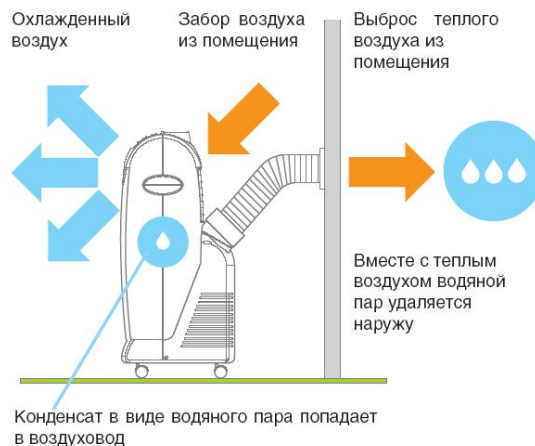 Охлажденный
воздух
Забор воздуха
из помещения
Выброс теплого
воздуха из
помещения
Вместе с теплым
воздухом водяной
пар удаляется
наружу
Конденсат в виде водяного пара попадает
в воздуховод